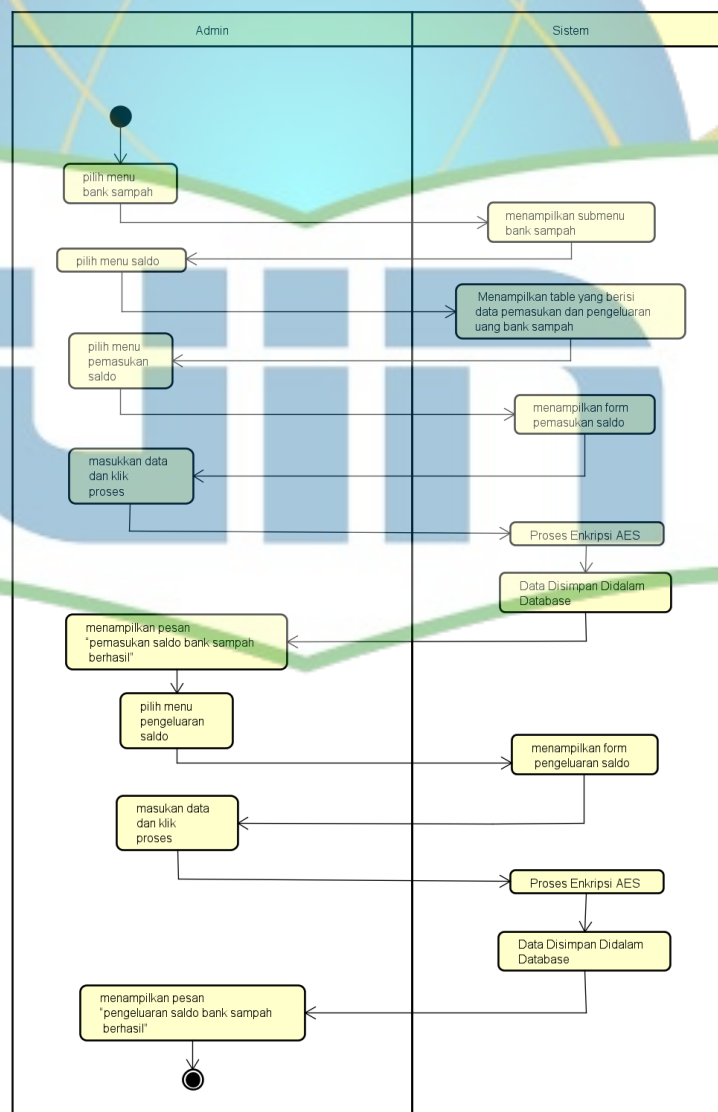 Admin
Sistem
pilih menu
bank sampah
menampilkan submenu
bank sampah
pilih menu saldo
Menampilkan table yang berisi
data pemasukan dan pengeluaran
uang bank sampah
pilih menu
pemasukan
saldo
menampilkan form
pemasukan saldo
masukkan data
dan klik
proses
Proses Enkripsi AES
Data Disimpan Didalam
Database
menampilkan pesan
"pemasukan saldo bank sampah
berhasil"
pilih menu
pengeluaran
saldo
menampilkan form
pengeluaran saldo
masukan data
dan klik
proses
Proses Enkripsi AES
Data Disimpan Didalam
Database
menampilkan pesan
"pengeluaran saldo bank sampah
berhasil"
uin